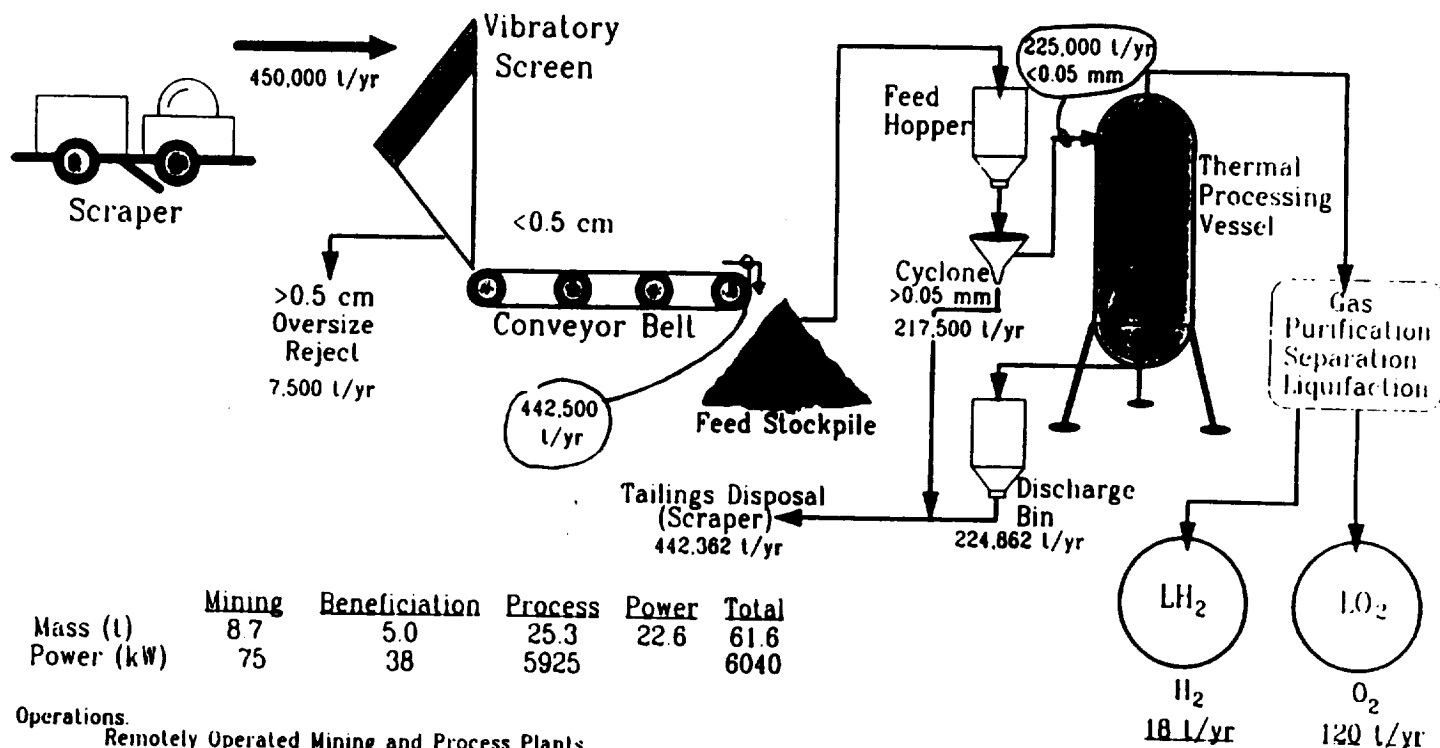 450,000 t/yr
Vibratory
Screen
Scraper
<0.5 cm
>0.5 cm
Oversize
Reject
7,500 t/yr
Conveyor Belt
442,500
t/yr
Feed Stockpile
Feed
Hopper
225,000 t/yr
<0.05 mm
Cyclone
>0.05 mm
217,500 t/yr
Thermal
Processing
Vessel
Gas
Purification
Separation
Liquifaction
Discharge
Bin
224,862 t/yr
Tailings Disposal
(Scraper)
442,362 t/yr
LH2
H2
18 t/yr
LO2
O2
120 t/yr
Mining Beneficiation Process Power Total
Mass (t) 8.7 5.0 25.3 22.6 61.6
Power (kW) 75 38 5925 6040
Operations.
Remotely Operated Mining and Process Plants